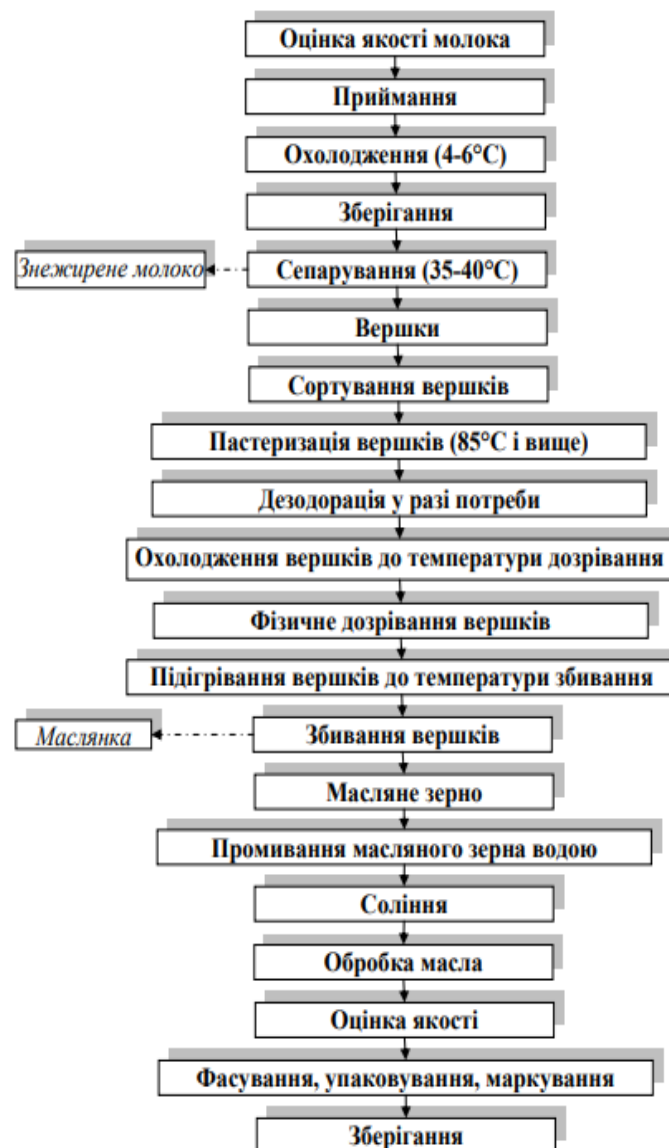 Оцінка якості молока
Приймання
Охолодження (4-6°С)
Зберігання
Знежирене молоко
Сепарування (35-40°С)
Вершки
Сортування вершків
Пастеризація вершків (85°С і вище)
Дезодорація у разі потреби
Охолодження вершків до температури дозрівання
Фізичне дозрівання вершків
Підігрівання вершків до температури збивання
Маслянка
Збивання вершків
Масляне зерно
Промивання масляного зерна водою
Соління
Обробка масла
Оцінка якості
Фасування, упаковування, маркування
Зберігання